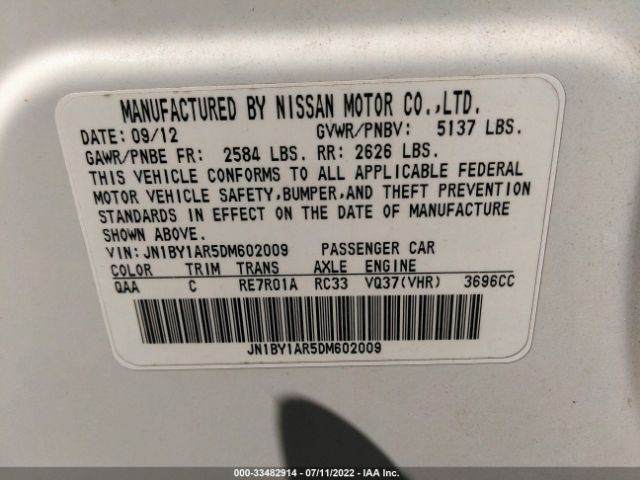 MANUFACTURED BY NISSAN MOTOR CO.,LTD.
DATE: 09/12 GVWR/PNBV: 5137 LBS.
GAWR/PNBE FR: 2584 LBS. RR: 2626 LBS.
THIS VEHICLE CONFORMS TO ALL APPLICABLE FEDERAL
MOTOR VEHICLE SAFETY,BUMPER,AND THEFT PREVENTION
STANDARDS IN EFFECT ON THE DATE OF MANUFACTURE
SHOWN ABOVE.
VIN: JN1BY1AR5DM602009 PASSENGER CAR
COLOR TRIM TRANS AXLE ENGINE
QAA C RE7R01A RC33 VQ37(VHR) 3696CC
JN1BY1AR5DM602009
000-33482914 - 07/11/2022 - IAA Inc.